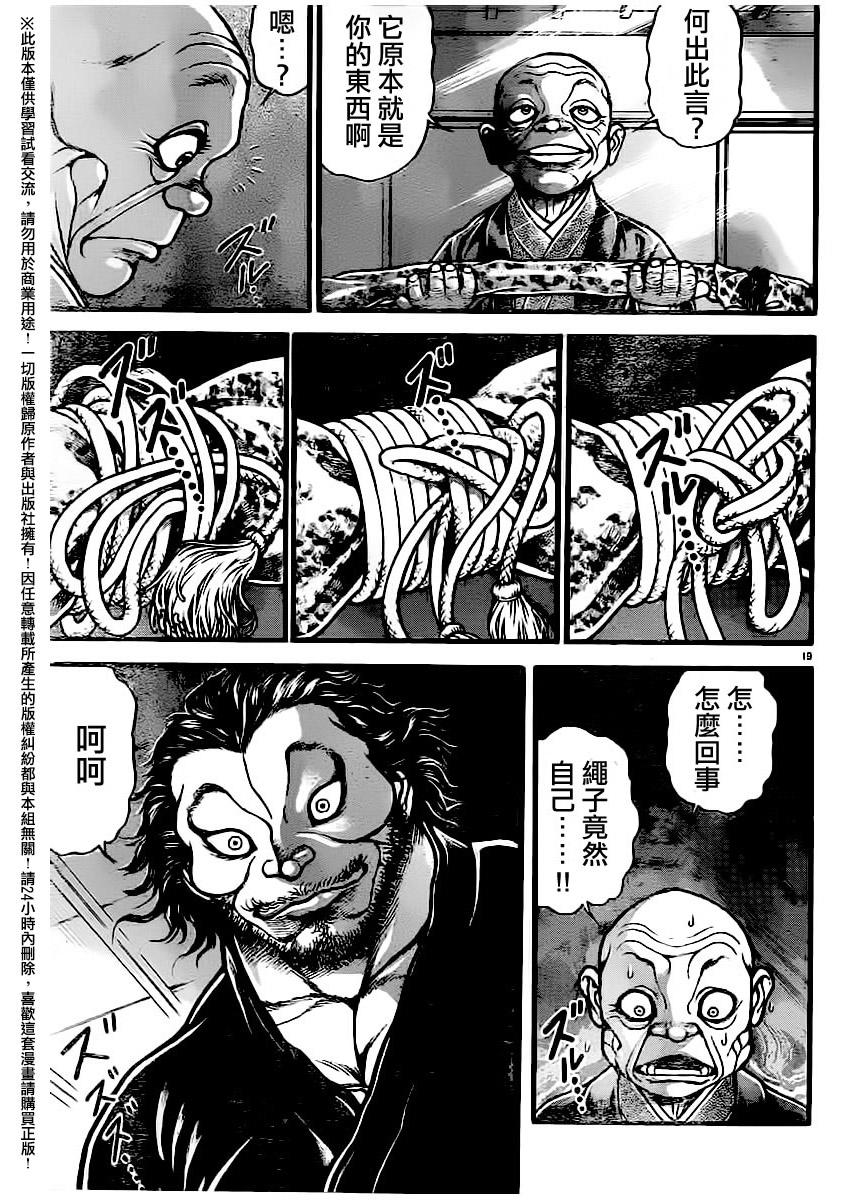 何出此言？
它原本就是
你的東西啊
嗯…？
ズ
ル…
ズ
ズ…
ズ
ズ…
ズ
ズ…
19
怎……
怎麼回事
繩子竟然
自己……!!
ズ
ズル…
呵呵
ズ
ズ…
※此版本僅供學習試看交流，請勿用於商業用途！一切版權歸原作者與出版社擁有！因任意轉載所產生的版權糾紛都與本組無關！請24小時內刪除，喜歡這套漫畫請購買正版！